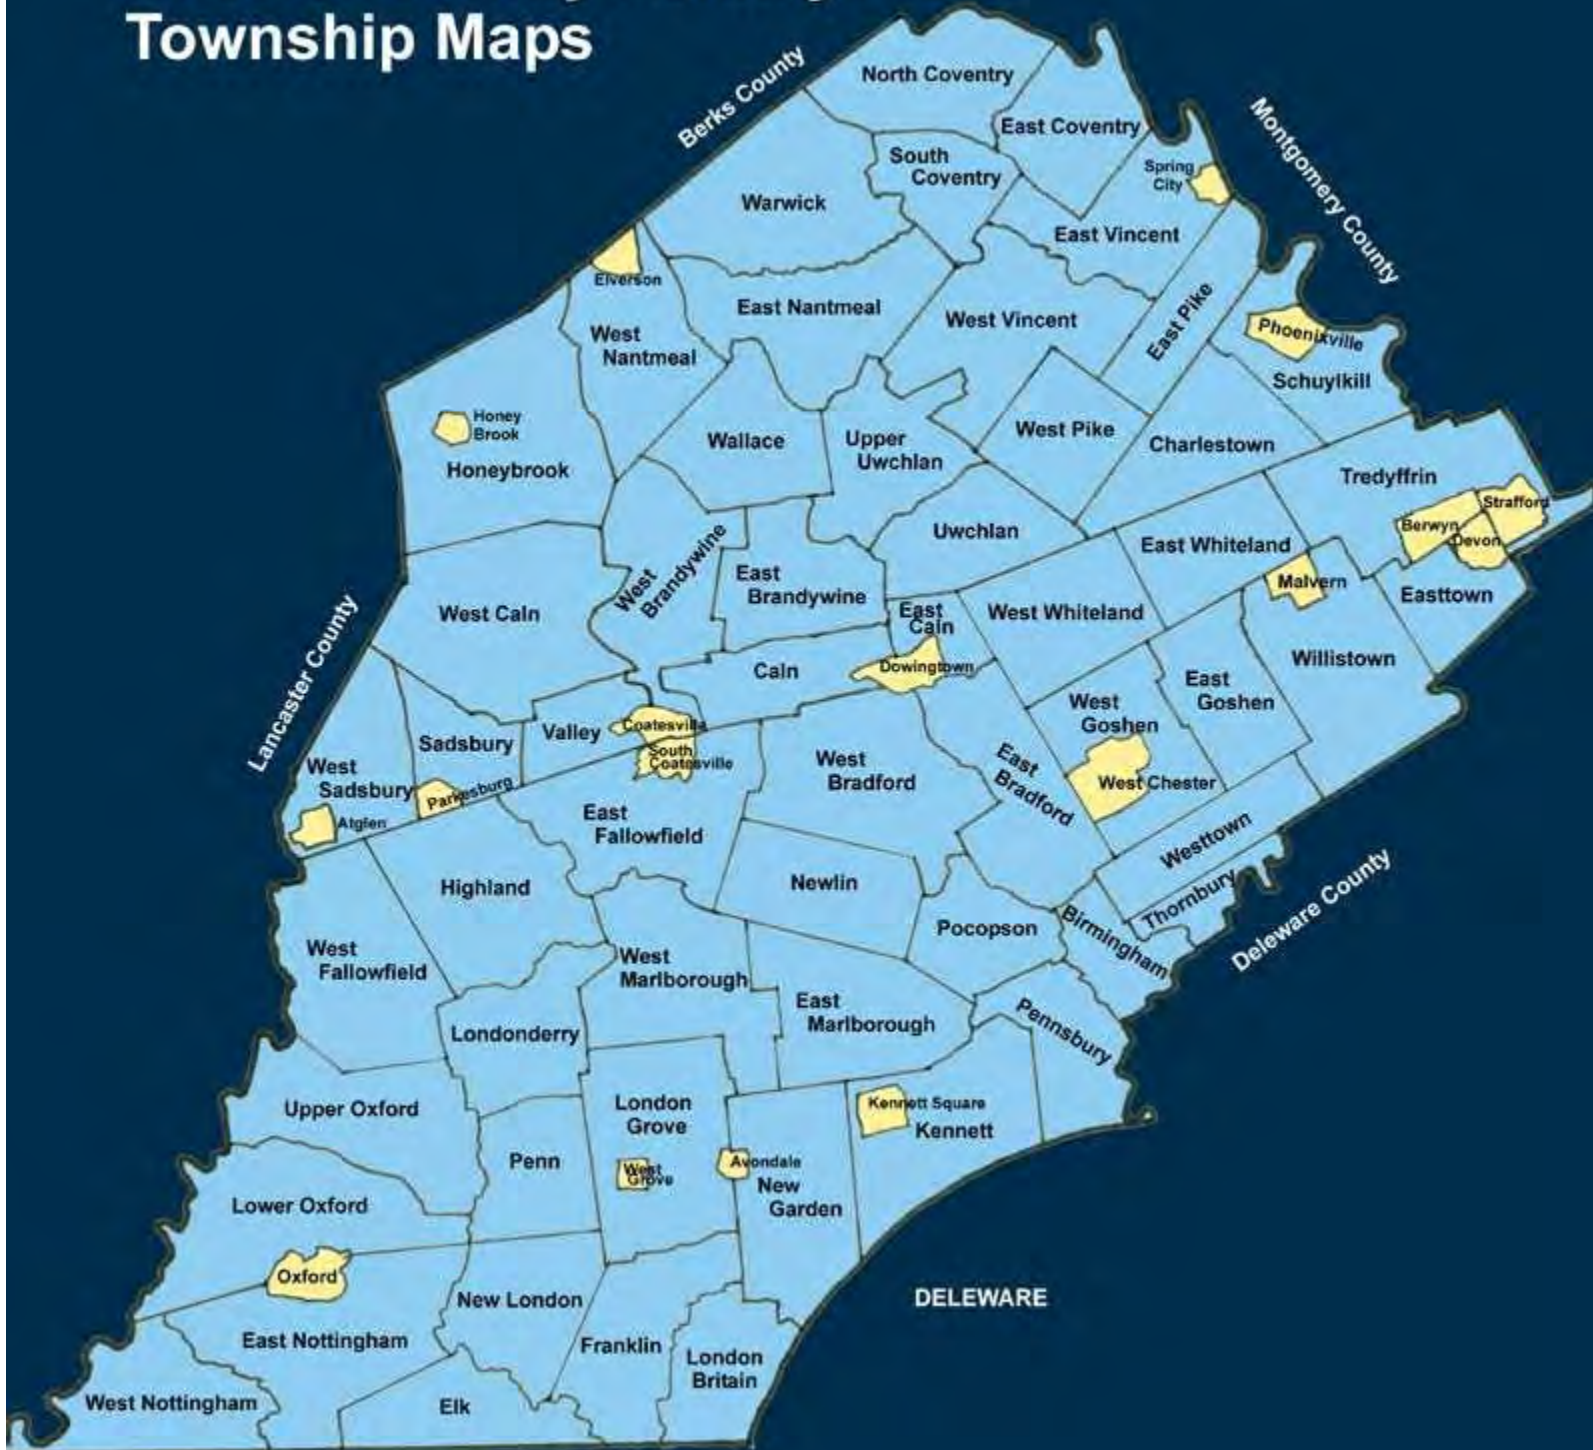 Township Maps
Berks County
Montgomery County
North Coventry
East Coventry
South
Coventry
Spring
City
Warwick
East Vincent
Elverson
East Nantmeal
West Vincent
East Pike
Phoenixville
West
Nantmeal
Schuylkill
Honey
Brook
Honeybrook
Wallace
Upper
Uwchlan
West Pike
Charlestown
Tredyffrin
Strafford
Berwyn
Devon
Uwchlan
East Whiteland
Malvern
Easttown
West
Brandywine
East
Brandywine
East
Caln
West Whiteland
West Caln
Lancaster County
Caln
Dowingtown
Willistown
East
Goshen
West
Goshen
Valley
Coatesville
South
Coatesville
Sadsbury
West
Sadsbury
Parkesburg
Atglen
West
Bradford
East
Bradford
West Chester
East
Fallowfield
Westtown
Thornbury
Deleware County
Highland
Newlin
Pocopson
Birmingham
West
Fallowfield
West
Marlborough
East
Marlborough
Londonderry
Pennsbury
Upper Oxford
London
Grove
Kennett Square
Kennett
Penn
West
Grove
Avondale
New
Garden
Lower Oxford
Oxford
New London
DELEWARE
East Nottingham
Franklin
London
Britain
West Nottingham
Elk